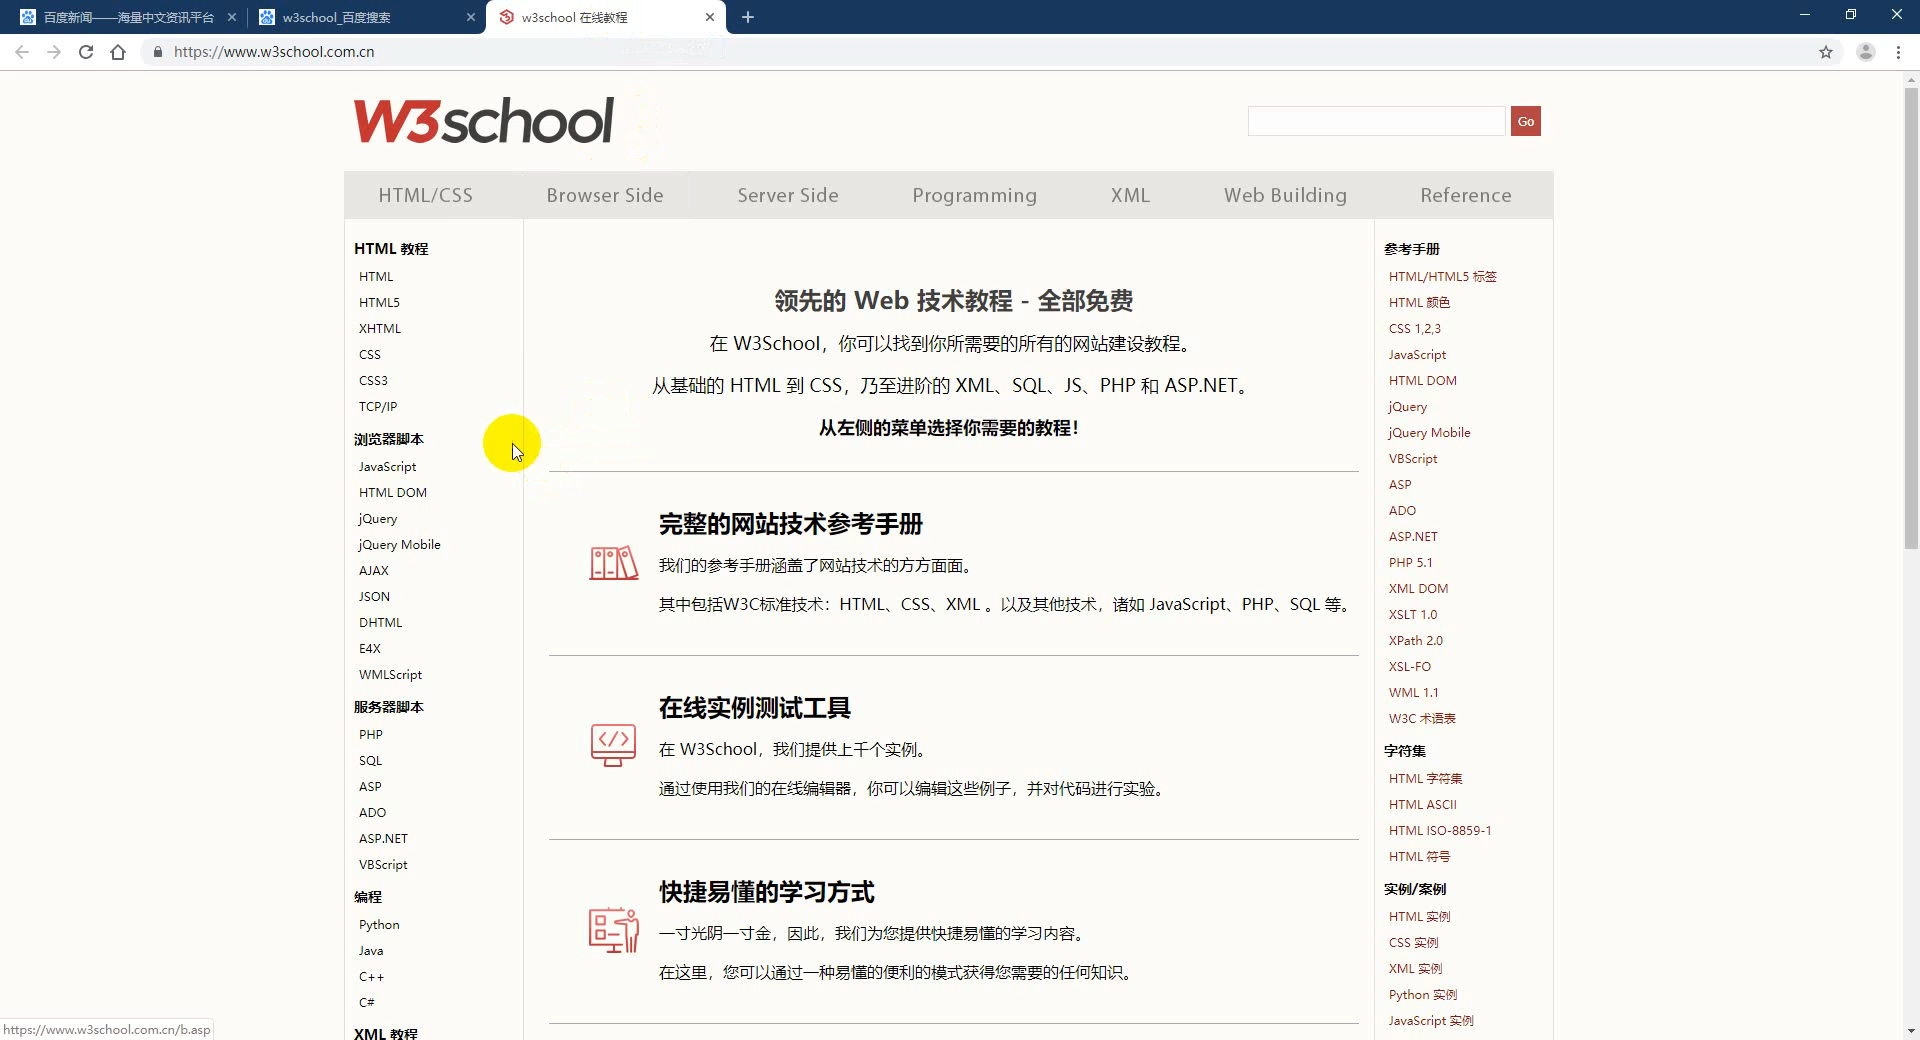 百度新闻——海量中文资讯平台
w3school_百度搜索
w3school 在线教程
https://www.w3school.com.cn
W3school
Go
HTML/CSS
Browser Side
Server Side
Programming
XML
Web Building
Reference
HTML 教程
HTML
HTML5
XHTML
CSS
CSS3
TCP/IP
浏览器脚本
JavaScript
HTML DOM
jQuery
jQuery Mobile
AJAX
JSON
DHTML
E4X
WMLScript
服务器脚本
PHP
SQL
ASP
ADO
ASP.NET
VBScript
编程
Python
Java
C++
C#
XML 教程
领先的 Web 技术教程 - 全部免费
在 W3School，你可以找到你所需要的所有的网站建设教程。
从基础的 HTML 到 CSS，乃至进阶的 XML、SQL、JS、PHP 和 ASP.NET。
从左侧的菜单选择你需要的教程！
完整的网站技术参考手册
我们的参考手册涵盖了网站技术的方方面面。
其中包括W3C标准技术：HTML、CSS、XML 。以及其他技术，诸如 JavaScript、PHP、SQL 等。
在线实例测试工具
在 W3School，我们提供上千个实例。
通过使用我们的在线编辑器，你可以编辑这些例子，并对代码进行实验。
快捷易懂的学习方式
一寸光阴一寸金，因此，我们为您提供快捷易懂的学习内容。
在这里，您可以通过一种易懂的便利的模式获得您需要的任何知识。
参考手册
HTML/HTML5 标签
HTML 颜色
CSS 1,2,3
JavaScript
HTML DOM
jQuery
jQuery Mobile
VBScript
ASP
ADO
ASP.NET
PHP 5.1
XML DOM
XSLT 1.0
XPath 2.0
XSL-FO
WML 1.1
W3C 术语表
字符集
HTML 字符集
HTML ASCII
HTML ISO-8859-1
HTML 符号
实例/案例
HTML 实例
CSS 实例
XML 实例
Python 实例
JavaScript 实例
https://www.w3school.com.cn/b.asp